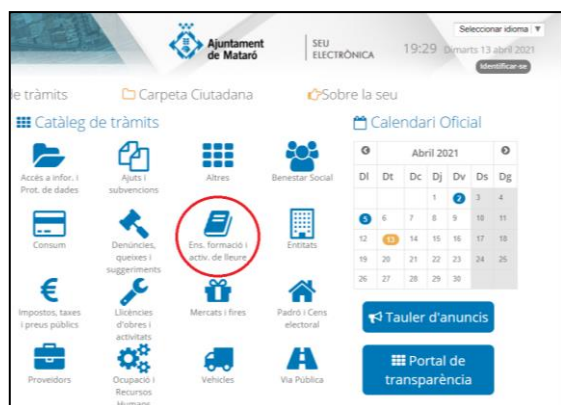 Seleccionar idioma ▼
Ajuntament
de Mataró
SEU
ELECTRÒNICA
19:29 Dimarts 13 abril 2021
Identificar-se
de tràmits
Carpeta Ciutadana
Sobre la seu
Catàleg de tràmits
Accés a infor. i
Prot. de dades
Ajuts i
subvencions
Altres
Benestar Social
Consum
Denúncies,
queixes i
suggeriments
Ens. formació i
activ. de lleure
Entitats
Impostos, taxes
i preus públics
Llicències
d'obres i
activitats
Mercats i fires
Padró i Cens
electoral
Proveïdors
Ocupació i
Recursos
Humans
Vehicles
Via Pública
Calendari Oficial
Abril 2021
Dl Dt Dc Dj Dv Ds Dg
1 2 3 4
5 6 7 8 9 10 11
12 13 14 15 16 17 18
19 20 21 22 23 24 25
26 27 28 29 30
Tauler d'anuncis
Portal de
transparència